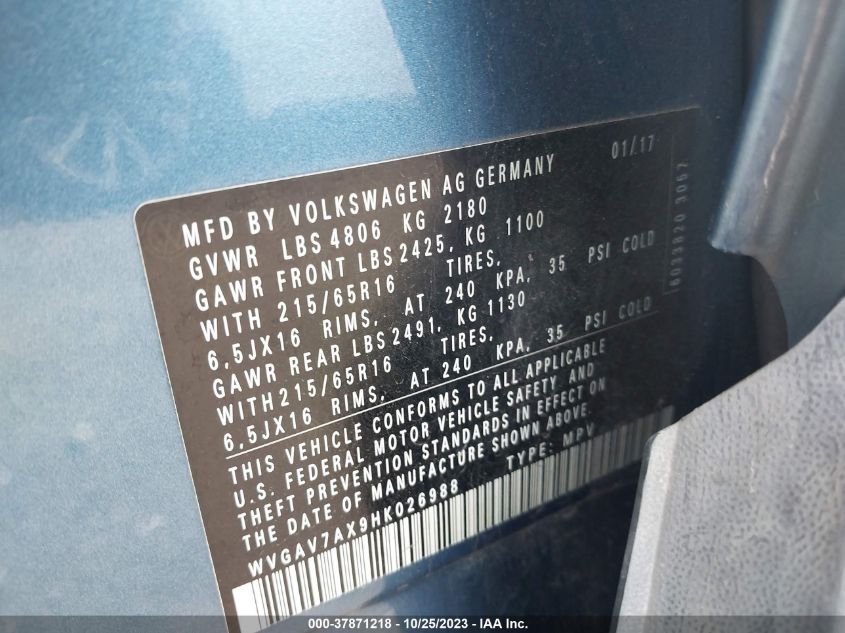 MFD BY VOLKSWAGEN AG GERMANY 01/17
GVWR LBS 4806 KG 2180
GAWR FRONT LBS 2425, KG 1100
WITH 215/65R16 TIRES,
6,5JX16 RIMS, AT 240 KPA, 35 PSI COLD
GAWR REAR LBS 2491, KG 1130
WITH 215/65R16 TIRES,
6,5JX16 RIMS, AT 240 KPA, 35 PSI COLD
THIS VEHICLE CONFORMS TO ALL APPLICABLE
U.S. FEDERAL MOTOR VEHICLE SAFETY AND
THEFT PREVENTION STANDARDS IN EFFECT ON
THE DATE OF MANUFACTURE SHOWN ABOVE.
WVGAV7AX9HK026988 TYPE: MPV
6033820 3067
000-37871218 - 10/25/2023 - IAA Inc.